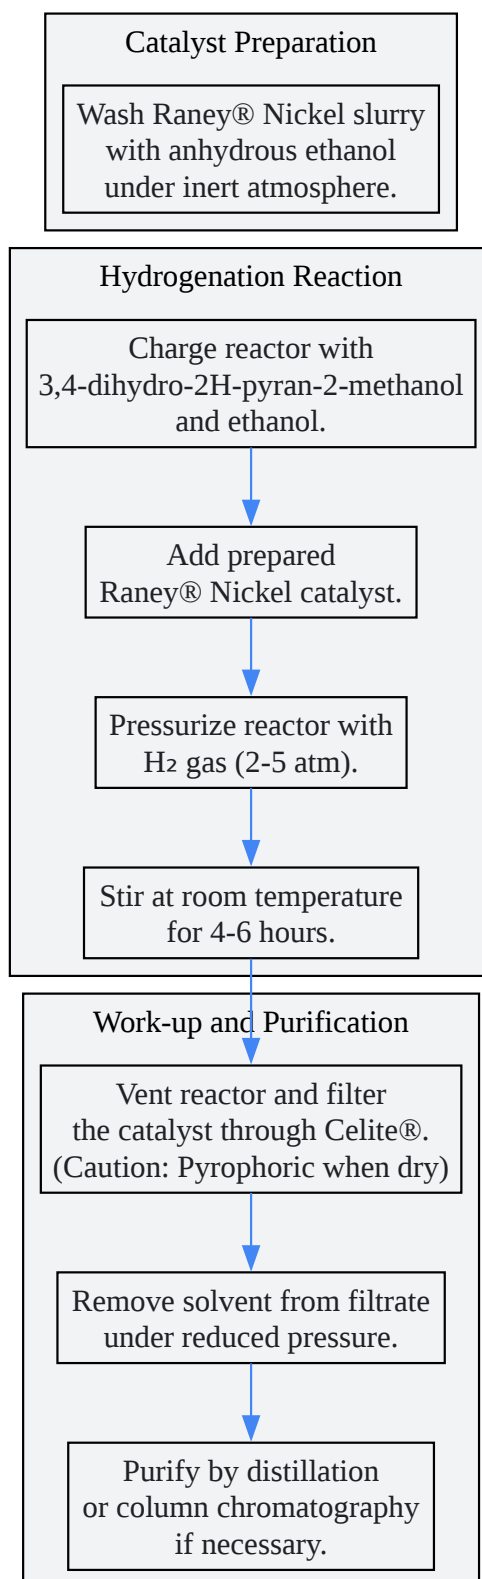 Catalyst Preparation
Wash Raney® Nickel slurry
with anhydrous ethanol
under inert atmosphere.
Hydrogenation Reaction
Charge reactor with
3,4-dihydro-2H-pyran-2-methanol
and ethanol.
Add prepared
Raney® Nickel catalyst.
Pressurize reactor with
H₂ gas (2-5 atm).
Stir at room temperature
for 4-6 hours.
Work-up and Purification
Vent reactor and filter
the catalyst through Celite®.
(Caution: Pyrophoric when dry)
Remove solvent from filtrate
under reduced pressure.
Purify by distillation
or column chromatography
if necessary.